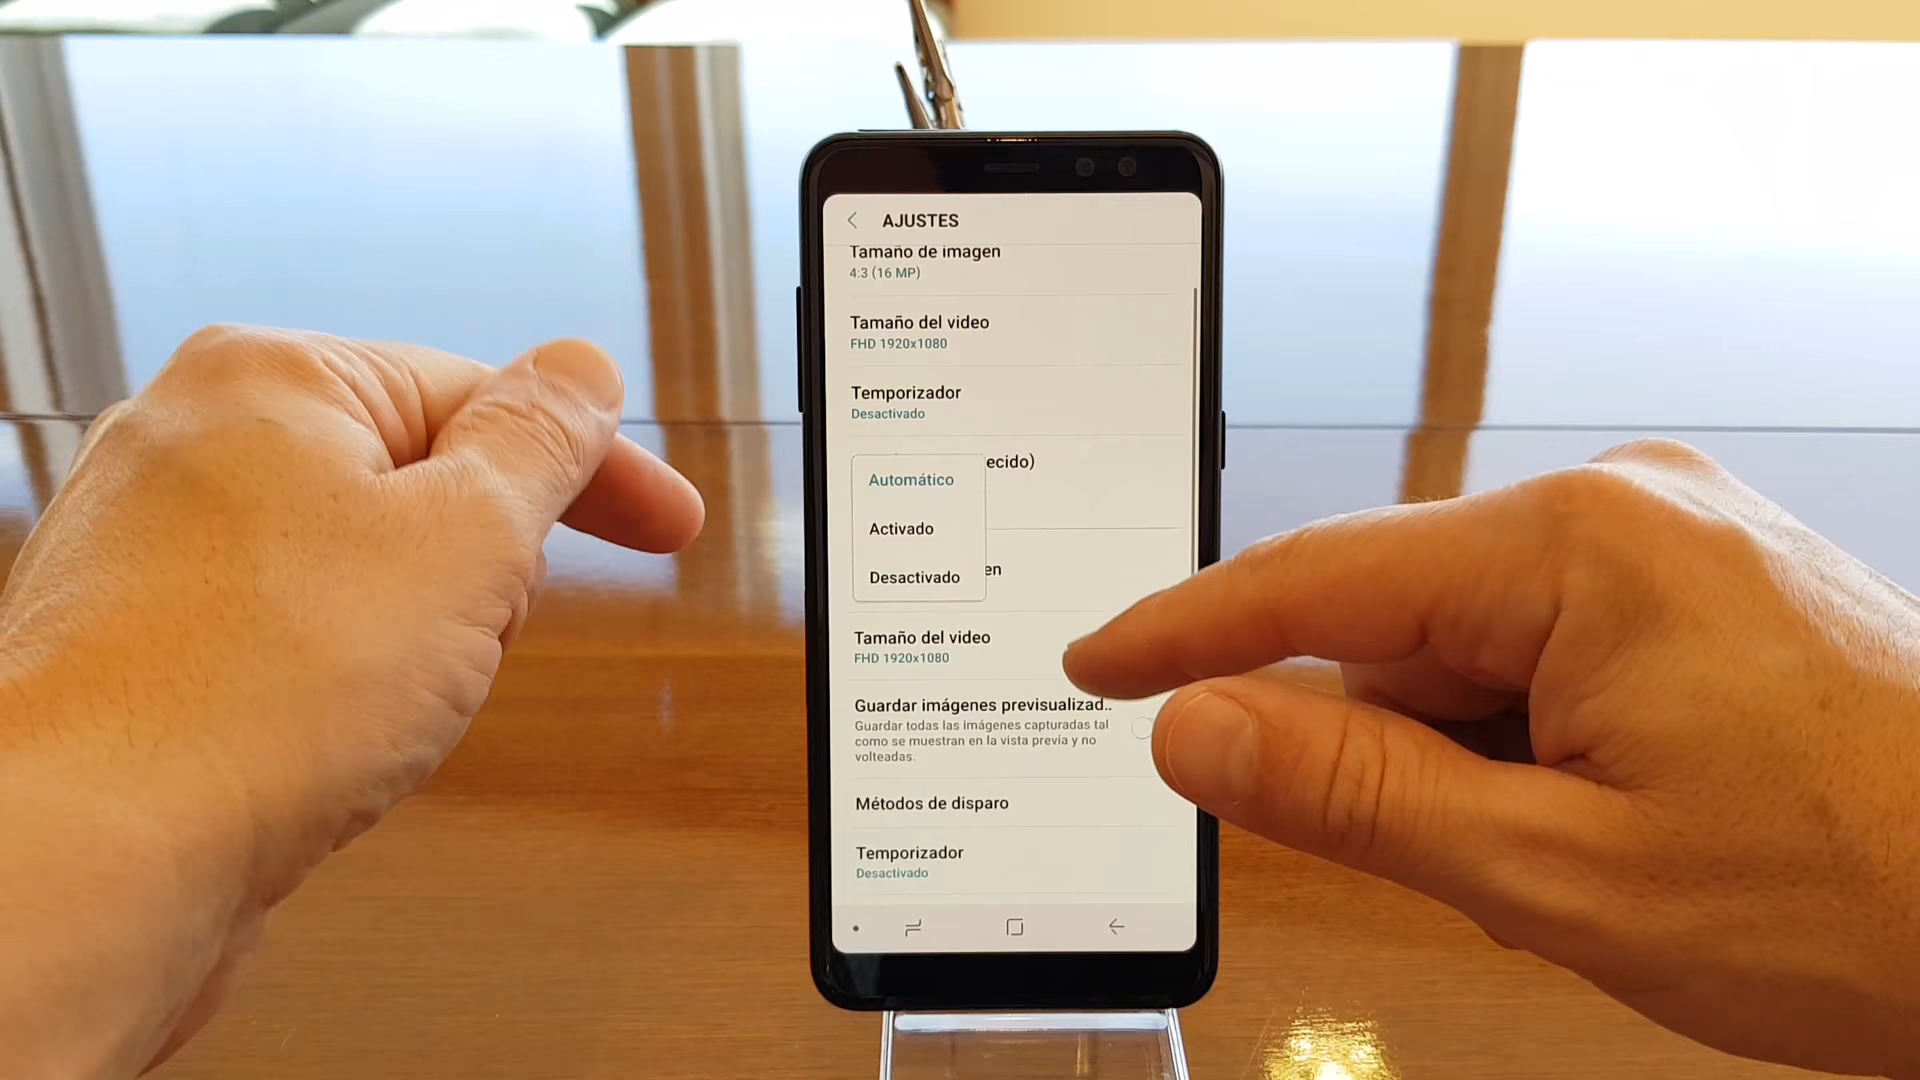 AJUSTES
Tamaño de imagen
4:3 (16 MP)
Tamaño del video
FHD 1920x1080
Temporizador
Desactivado
ecido)
Automático
Activado
en
Desactivado
Tamaño del video
FHD 1920x1080
Guardar imágenes previsualizad..
Guardar todas las imágenes capturadas tal
como se muestran en la vista previa y no
volteadas.
Métodos de disparo
Temporizador
Desactivado